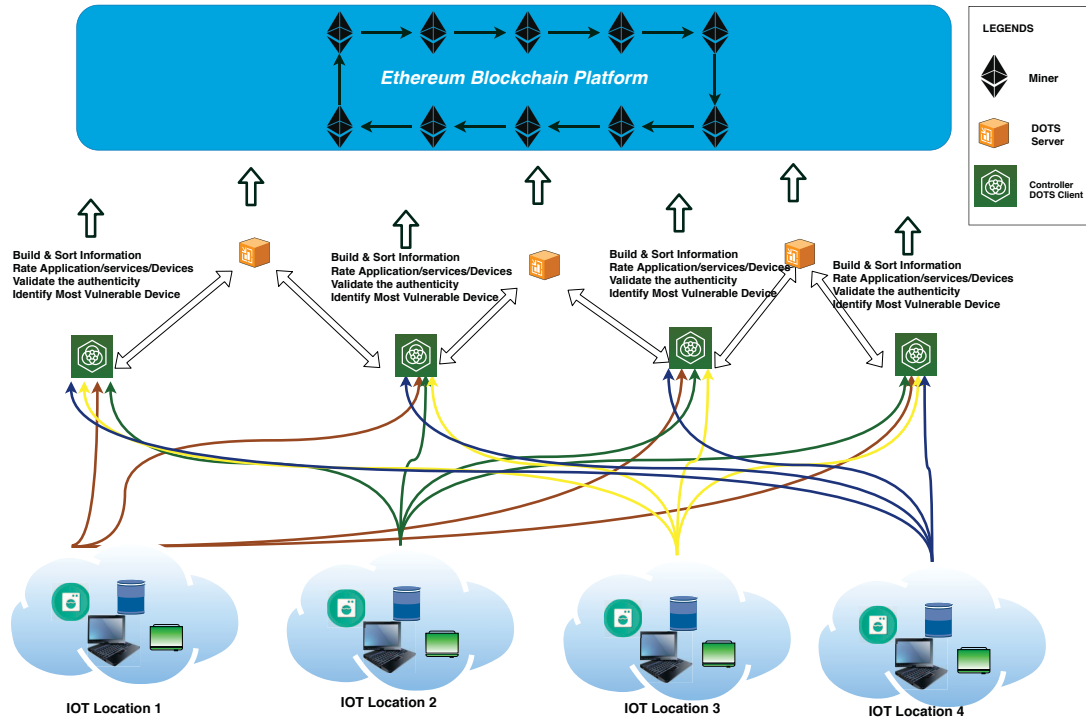 LEGENDS
Ethereum Blockchain Platform
Miner
DOTS
Server
Controller
DOTS Client
Build & Sort Information
Rate Application/services/Devices
Validate the authenticity
Identify Most Vulnerable Device
Build & Sort Information
Rate Application/services/Devices
Validate the authenticity
Identify Most Vulnerable Device
Build & Sort Information
Rate Application/services/Devices
Validate the authenticity
Identify Most Vulnerable Device
Build & Sort Information
Rate Application/services/Devices
Validate the authenticity
Identify Most Vulnerable Device
IOT Location 1
IOT Location 2
IOT Location 3
IOT Location 4